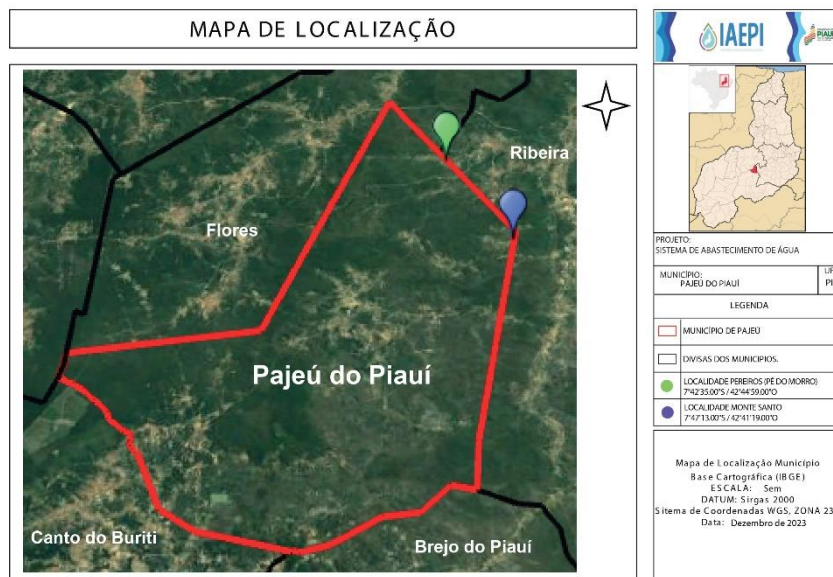 MAPA DE LOCALIZAÇÃO
IAEPI
PIAUÍ
Ribeira
Flores
Pajeú do Piauí
Canto do Buriti
Brejo do Piauí
PROJETO:
SISTEMA DE ABASTECIMENTO DE ÁGUA
MUNICÍPIO:
PAJEÚ DO PIAUÍ
UF
PI
LEGENDA
MUNICÍPIO DE PAJEÚ
DIVISAS DOS MUNICIPIOS.
LOCALIDADE PEREIROS (PÉ DO MORRO)
7°42'35.00"S / 42°44'59.00"O
LOCALIDADE MONTE SANTO
7°47'13.00"S / 42°41'19.00"O
Mapa de Localização Município
Base Cartográfica (IBGE)
ESCALA: Sem
DATUM: Sirgas 2000
Sitema de Coordenadas WGS, ZONA 23
Data: Dezembro de 2023